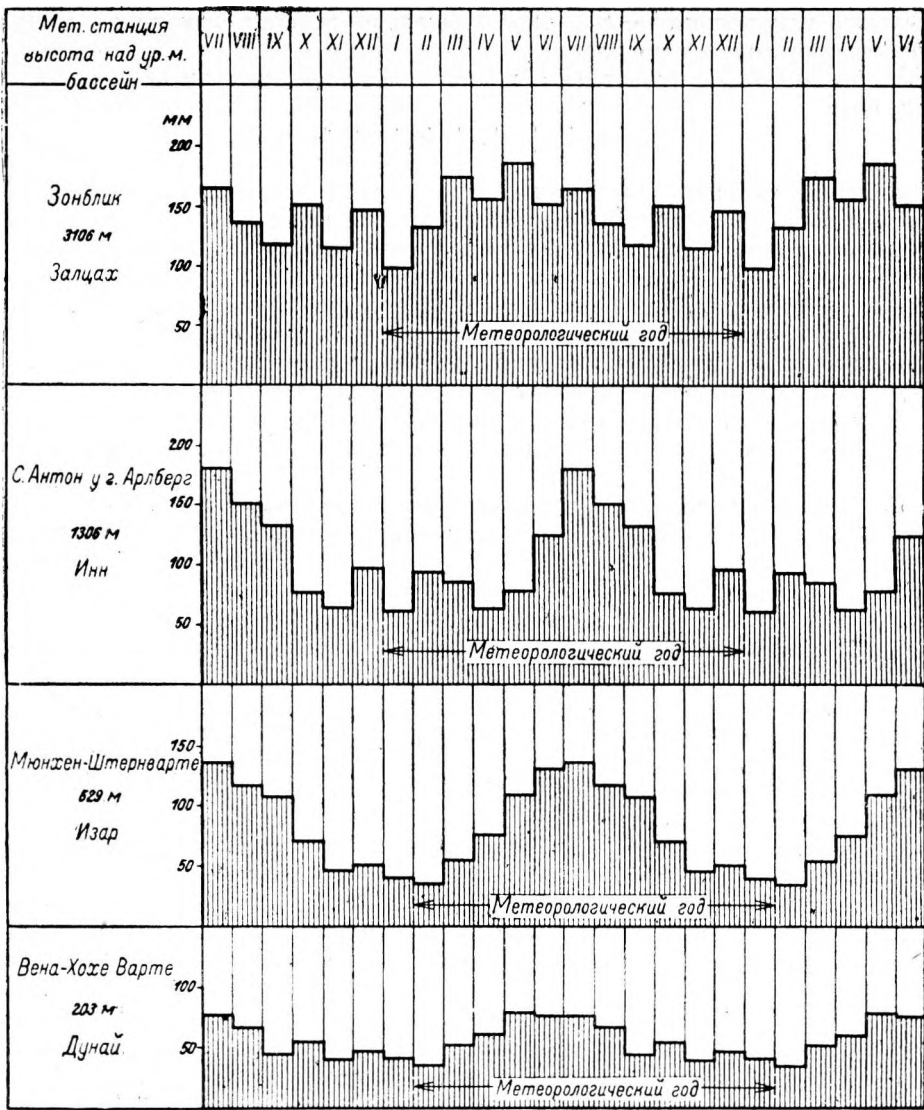 Мет. станция
высота над ур. м.
бассейн
VII VIII IX X XI XII I II III IV V VI VII VIII IX X XI XII I II III IV V VI
мм
200
150
100
50
Зонблик
3106 м
Залцах
Метеорологический год
200
150
100
50
С. Антон у г. Арлберг
1306 м
Инн
Метеорологический год
150
100
50
Мюнхен-Штернварте
529 м
Изар
Метеорологический год
100
50
Вена-Хохе Варте
203 м
Дунай
Метеорологический год